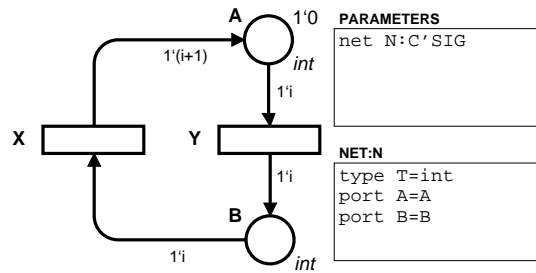 A
1‘0
int
1‘(i+1)
1‘i
X
Y
1‘i
B
1‘i
int
PARAMETERS
net N:C’SIG
NET:N
type T=int
port A=A
port B=B